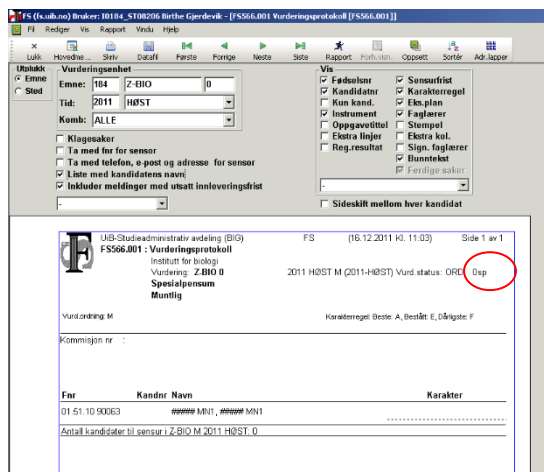 FS (fs.uib.no) Bruker: I0184_ST08206 Birthe Gjerdevik - [FS566.001 Vurderingsprotokoll [FS566.001]]
Fil Rediger Vis Rapport Vindu Hjelp
Lukk Hovedme... Skriv Datafil Første Forrige Neste Siste Rapport Forh.visn. Oppsett Sortér Adr.lapper
Utplukk
Emne
Sted
Vurderingsenhet
Emne: 184 Z-BIO 0
Tid: 2011 HØST
Komb: ALLE
Klagesaker
Ta med fnr for sensor
Ta med telefon, e-post og adresse for sensor
Liste med kandidatens navn
Inkluder meldinger med utsatt innleveringsfrist
-
Vis
Fødselsnr Sensurfrist
Kandidatnr Karakterregel
Kun kand. Eks.plan
Instrument Faglærer
Oppgavetittel Stempel
Ekstra linjer Ekstra kol.
Reg.resultat Sign. faglærer
Bunntekst
Ferdige saker
-
Sideskift mellom hver kandidat
UiB-Studieadministrativ avdeling (BIG) FS (16.12.2011 Kl. 11:03) Side 1 av 1
FS566.001 : Vurderingsprotokoll
Institutt for biologi
Vurdering: Z-BIO 0 2011 HØST M (2011-HØST) Vurd.status: ORD Dsp
Spesialpensum
Muntlig
Vurd.ordning: M Karakterregel: Beste: A, Bestått: E, Dårligste: F
Kommisjon nr :
Fnr Kandnr Navn Karakter
01.51.10 90063 ##### MN1, ##### MN1
Antall kandidater til sensur i Z-BIO M 2011 HØST: 0